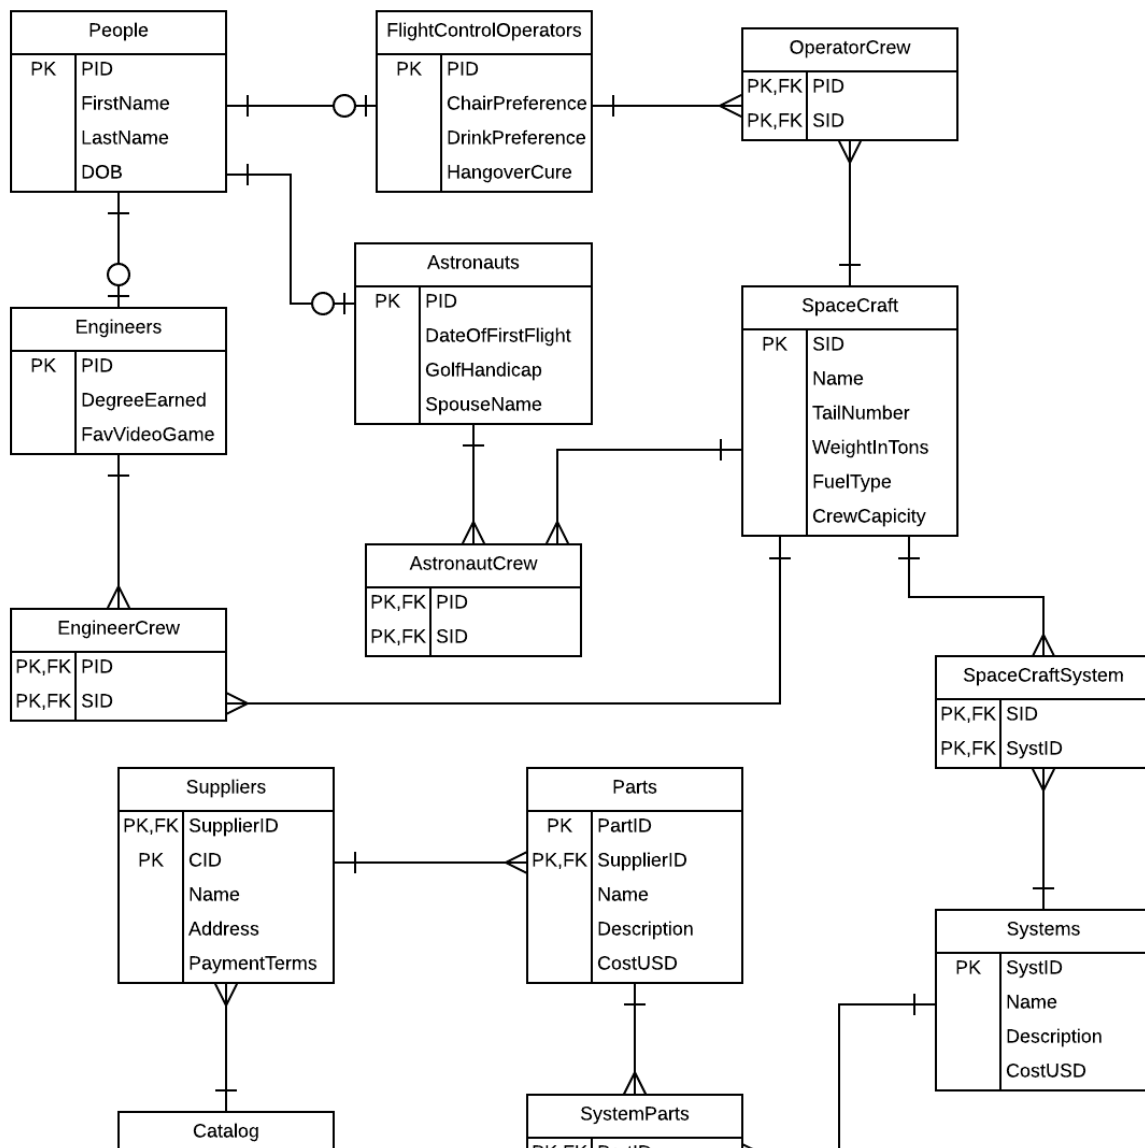 People
PK PID
FirstName
LastName
DOB
FlightControlOperators
PK PID
ChairPreference
DrinkPreference
HangoverCure
OperatorCrew
PK,FK PID
PK,FK SID
Astronauts
PK PID
DateOfFirstFlight
GolfHandicap
SpouseName
Engineers
PK PID
DegreeEarned
FavVideoGame
SpaceCraft
PK SID
Name
TailNumber
WeightInTons
FuelType
CrewCapicity
AstronautCrew
PK,FK PID
PK,FK SID
EngineerCrew
PK,FK PID
PK,FK SID
SpaceCraftSystem
PK,FK SID
PK,FK SystID
Suppliers
PK,FK SupplierID
PK CID
Name
Address
PaymentTerms
Parts
PK PartID
PK,FK SupplierID
Name
Description
CostUSD
Systems
PK SystID
Name
Description
CostUSD
Catalog
SystemParts
PK,FK PartID